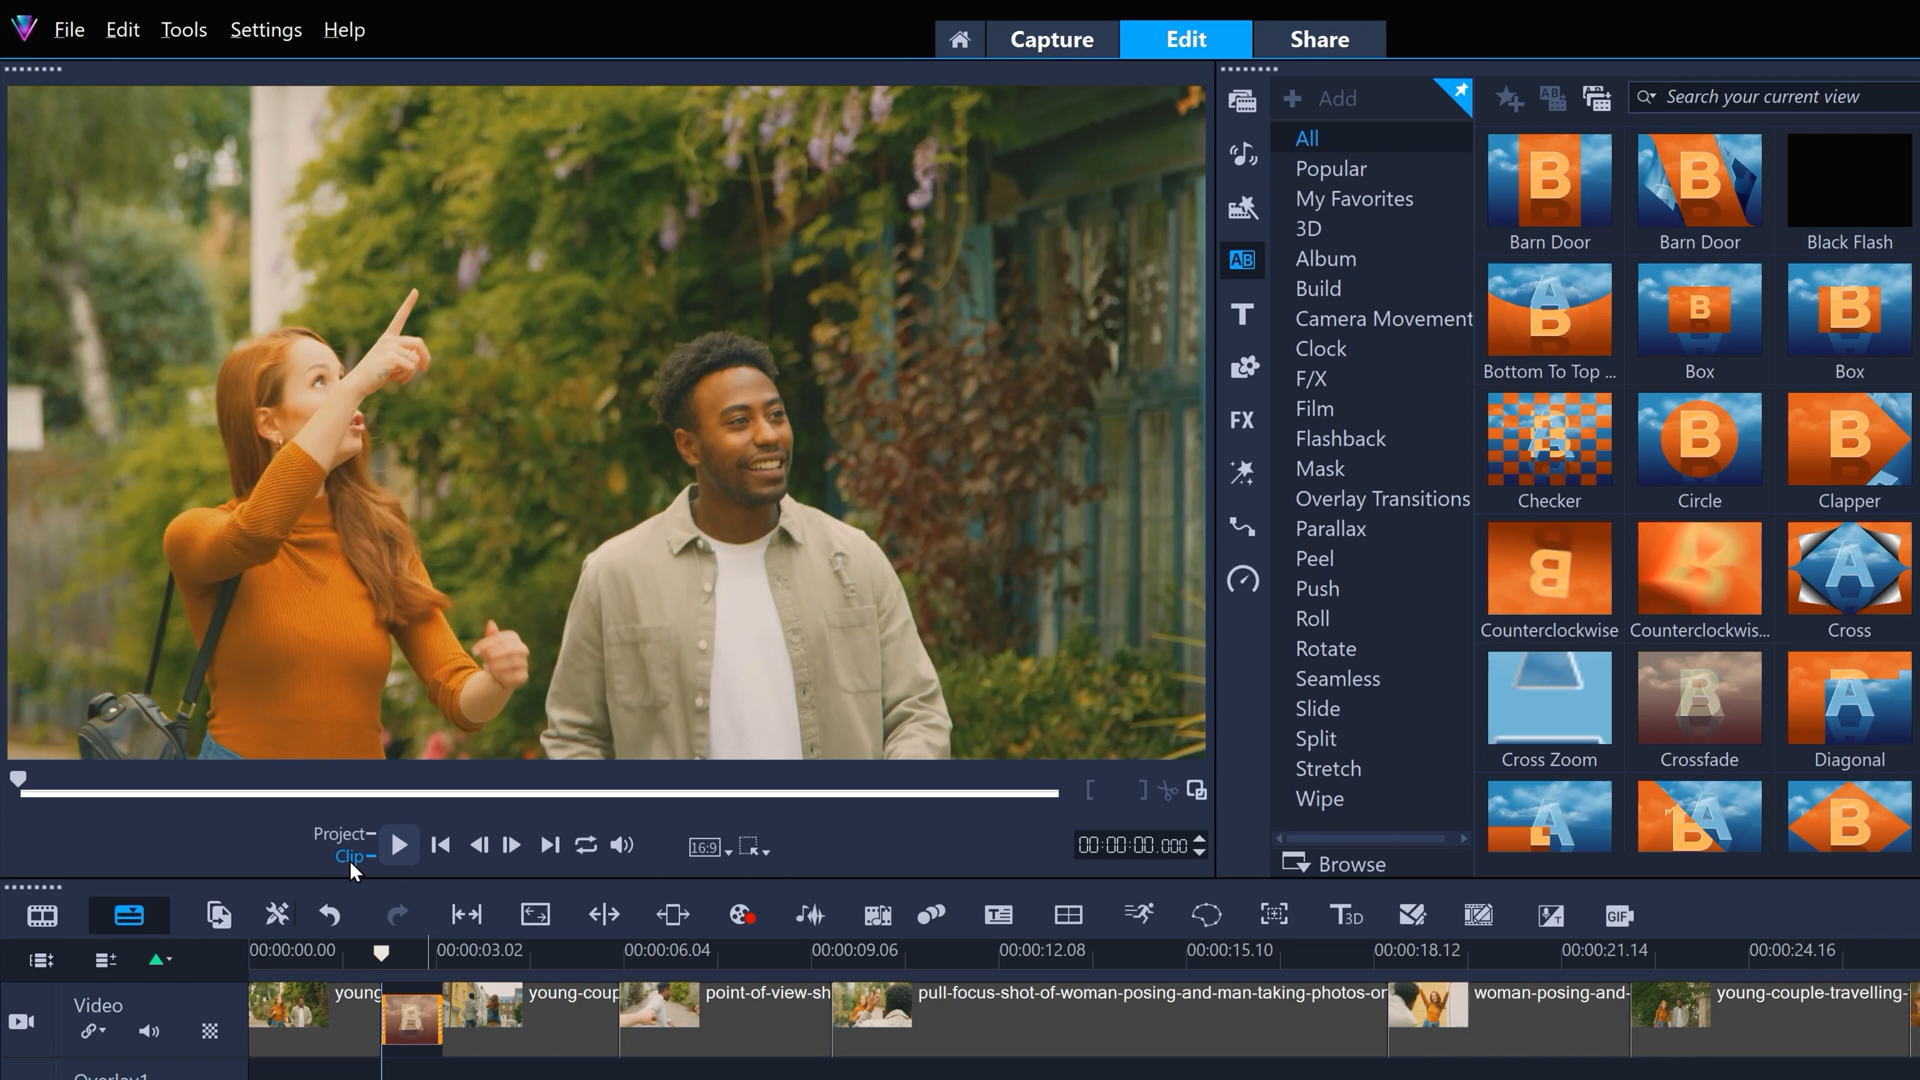 File Edit Tools Settings Help
Capture Edit Share
Add
Search your current view
All
Popular
My Favorites
3D
Album
Build
Camera Movement
Clock
F/X
Film
Flashback
Mask
Overlay Transitions
Parallax
Peel
Push
Roll
Rotate
Seamless
Slide
Split
Stretch
Wipe
Browse
AB
T
FX
B B
Barn Door Barn Door Black Flash
A
B B B
Bottom To Top ... Box Box
B B
Checker Circle Clapper
B B A
Counterclockwise Counterclockwis... Cross
B A
Cross Zoom Crossfade Diagonal
A A B
B
Project
Clip
16:9
[ ]
00:00:00.000
T3D
GIF
00:00:00.00 00:00:03.02 00:00:06.04 00:00:09.06 00:00:12.08 00:00:15.10 00:00:18.12 00:00:21.14 00:00:24.16
Video
young
A
young-coup
point-of-view-sh
pull-focus-shot-of-woman-posing-and-man-taking-photos-or
woman-posing-and-
young-couple-travelling-
Overlay1